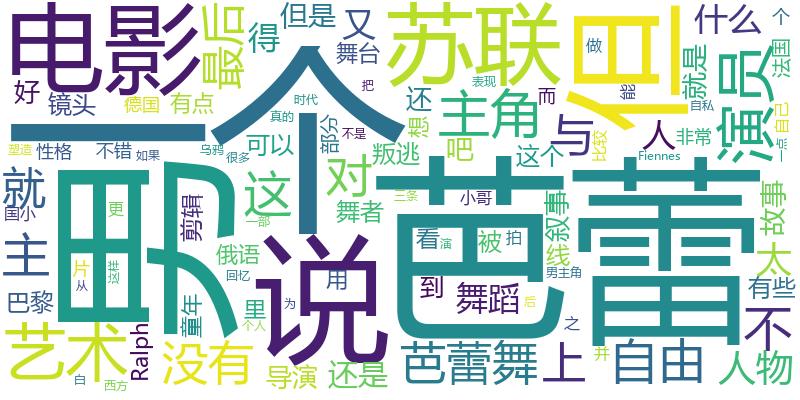 电影
最后
得
但是
又
舞台
苏联
但
做
能
演员
什么
个
就是
法国
好
镜头
德国
有点
一个
还
想
主角
表现
而
与
部分
把
时代
真的
不是
自私
人
非常
比较
一点
自己
塑造
性格
不错
如果
乌鸦
很多
可以
叛逃
吧
这个
Fiennes
就
国小
男
剪辑
更
这
对
舞者
三条
小哥
芭蕾
叙事
线
故事
主
片
从
这样
一部
俄语
回忆
说
用
看
演
被
拍
男主角
太
有些
巴黎
童年
里
为
到
舞蹈
后
之
不
艺术
Ralph
个人
没有
导演
还是
芭蕾舞
上
并
自由
人物
白
西方